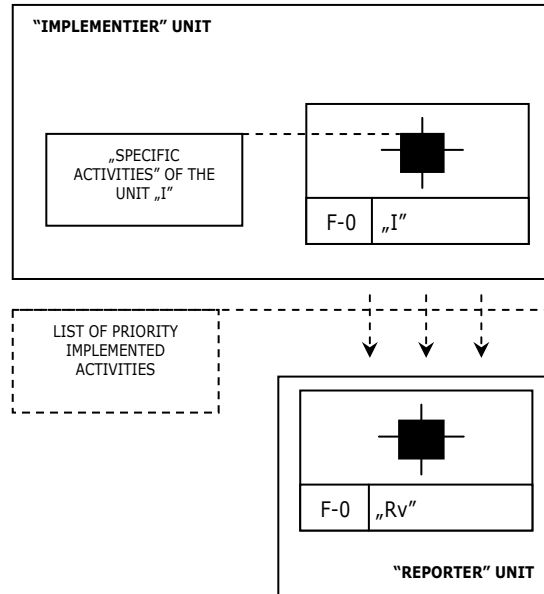 “IMPLEMENTIER” UNIT
„SPECIFIC
ACTIVITIES” OF THE
UNIT „I”
F-0 „I”
LIST OF PRIORITY
IMPLEMENTED
ACTIVITIES
F-0 „Rv”
“REPORTER” UNIT